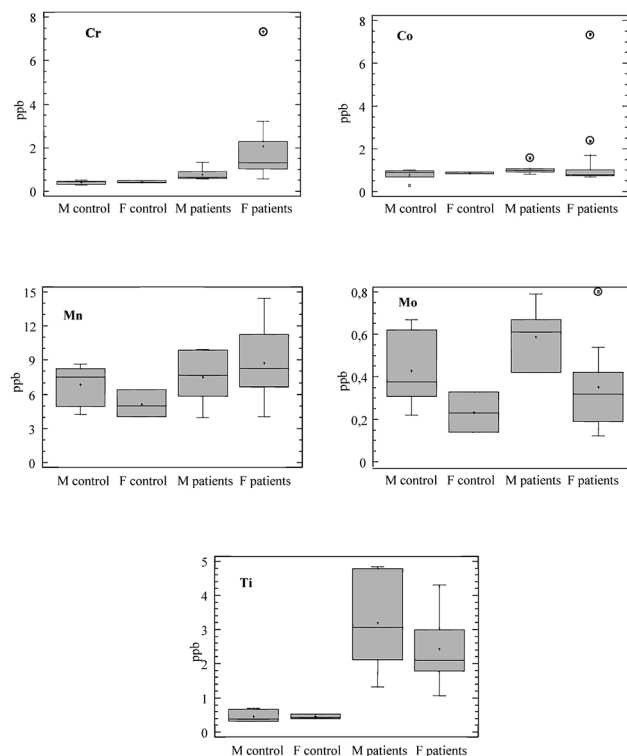 Cr
8
6
4
2
0
ppb
M control F control M patients F patients
Co
8
6
4
2
0
ppb
M control F control M patients F patients
Mn
15
12
9
6
3
0
ppb
M control F control M patients F patients
Mo
0,8
0,6
0,4
0,2
0
ppb
M control F control M patients F patients
Ti
5
4
3
2
1
0
ppb
M control F control M patients F patients